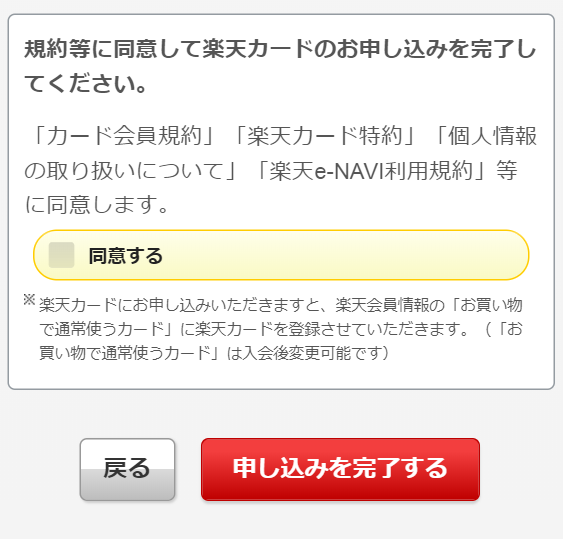 規約等に同意して楽天カードのお申し込みを完了し
てください。
「カード会員規約」「楽天カード特約」「個人情報
の取り扱いについて」「楽天e-NAVI利用規約」等
に同意します。
同意する
※ 楽天カードにお申し込みいただきますと、楽天会員情報の「お買い物
で通常使うカード」に楽天カードを登録させていただきます。（「お
買い物で通常使うカード」は入会後変更可能です）
戻る
申し込みを完了する